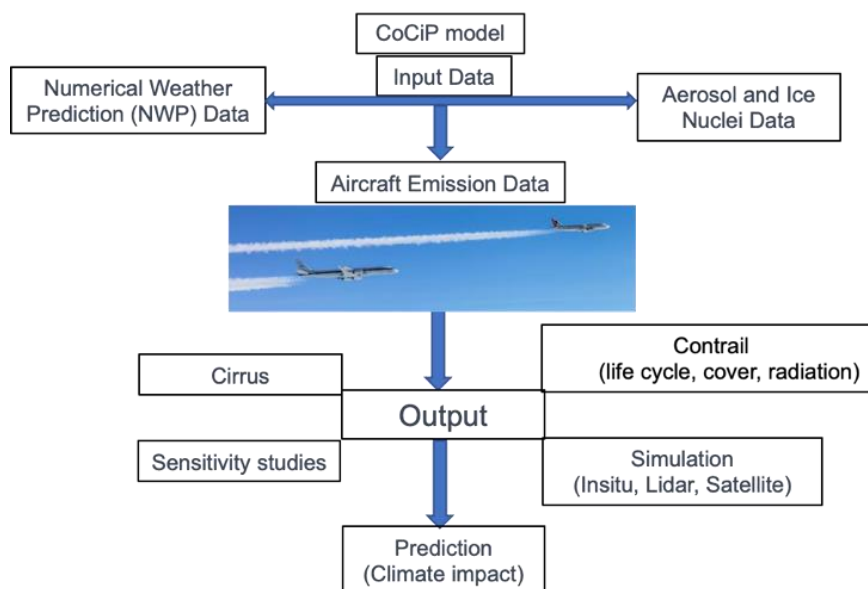 CoCiP model
Input Data
Numerical Weather
Prediction (NWP) Data
Aerosol and Ice
Nuclei Data
Aircraft Emission Data
Cirrus
Contrail
(life cycle, cover, radiation)
Output
Sensitivity studies
Simulation
(Insitu, Lidar, Satellite)
Prediction
(Climate impact)